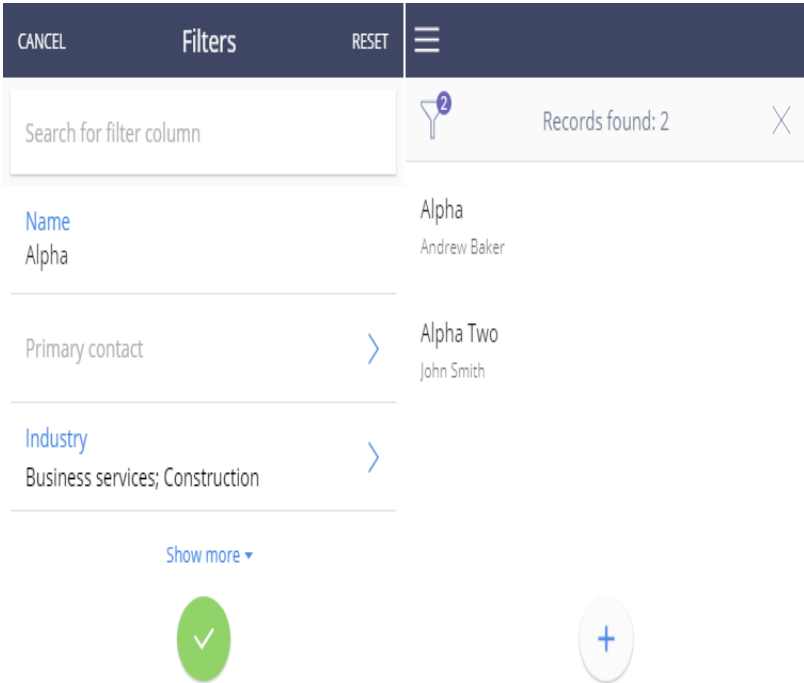 CANCEL Filters RESET
Search for filter column
Name
Alpha
Primary contact
Industry
Business services; Construction
Show more
2
Records found: 2
Alpha
Andrew Baker
Alpha Two
John Smith